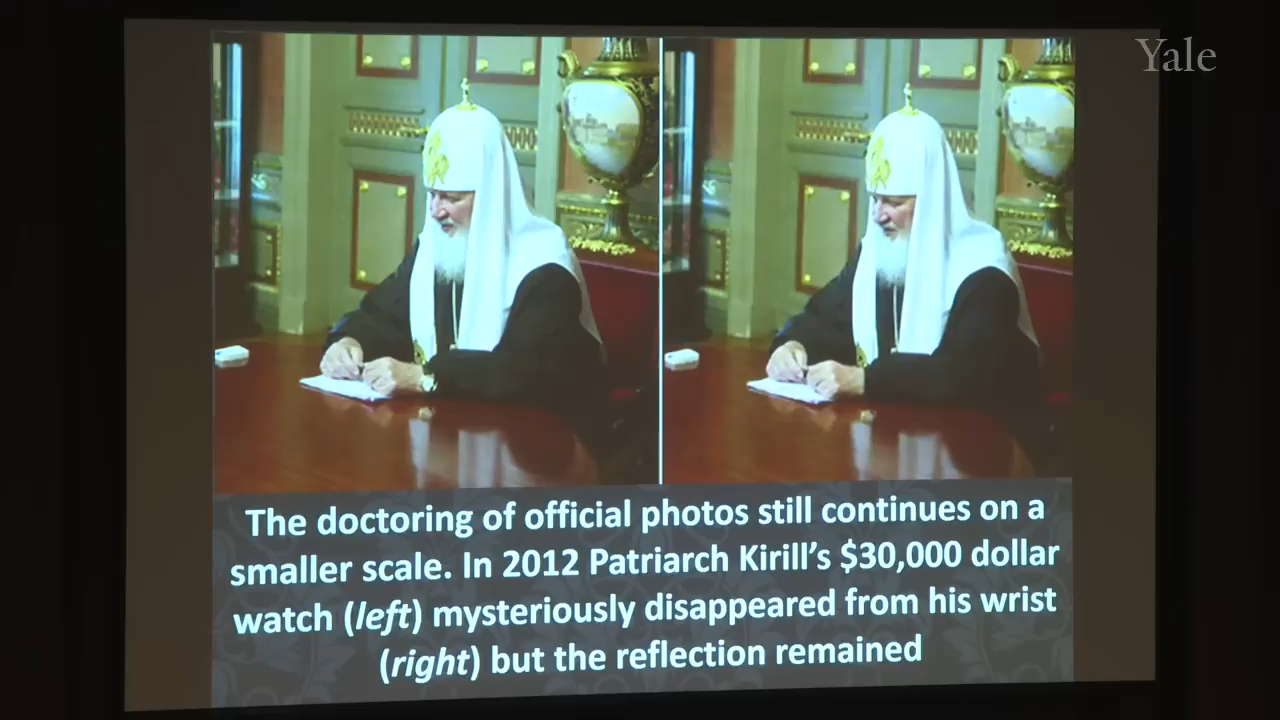 Yale
The doctoring of official photos still continues on a
smaller scale. In 2012 Patriarch Kirill's $30,000 dollar
watch (left) mysteriously disappeared from his wrist
(right) but the reflection remained